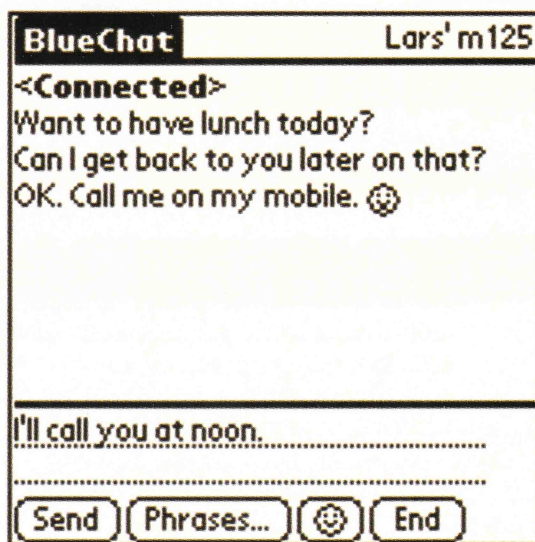 BlueChat Lars' m125
<Connected>
Want to have lunch today?
Can I get back to you later on that?
OK. Call me on my mobile. ☺
I'll call you at noon.
Send Phrases... ☺ End